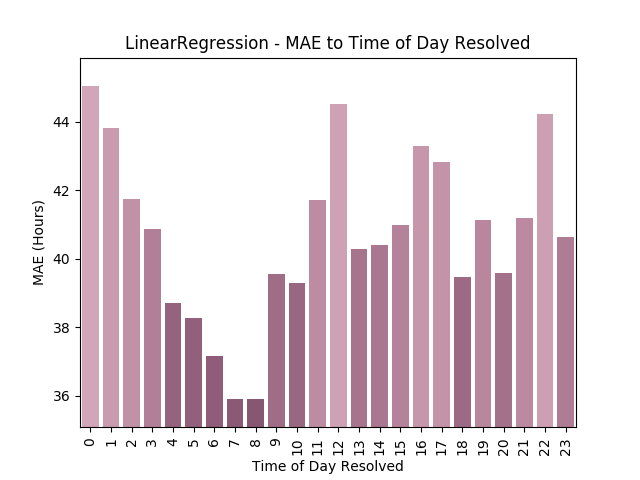 LinearRegression - MAE to Time of Day Resolved
MAE (Hours)
44
42
40
38
36
0 1 2 3 4 5 6 7 8 9 10 11 12 13 14 15 16 17 18 19 20 21 22 23
Time of Day Resolved